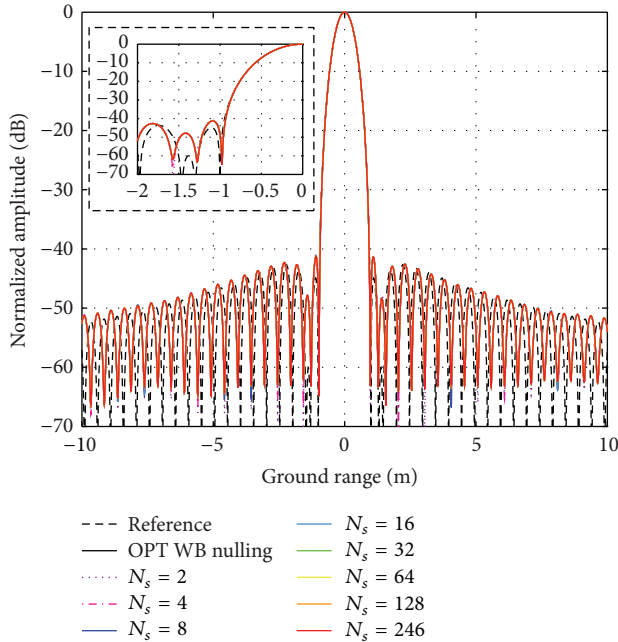 0
−10
−20
−30
−40
−50
−60
−70
Normalized amplitude (dB)
0
−10
−20
−30
−40
−50
−60
−70
−2
−1.5
−1
−0.5
0
−10
−5
0
5
10
Ground range (m)
Reference
OPT WB nulling
N_s = 2
N_s = 4
N_s = 8
N_s = 16
N_s = 32
N_s = 64
N_s = 128
N_s = 246